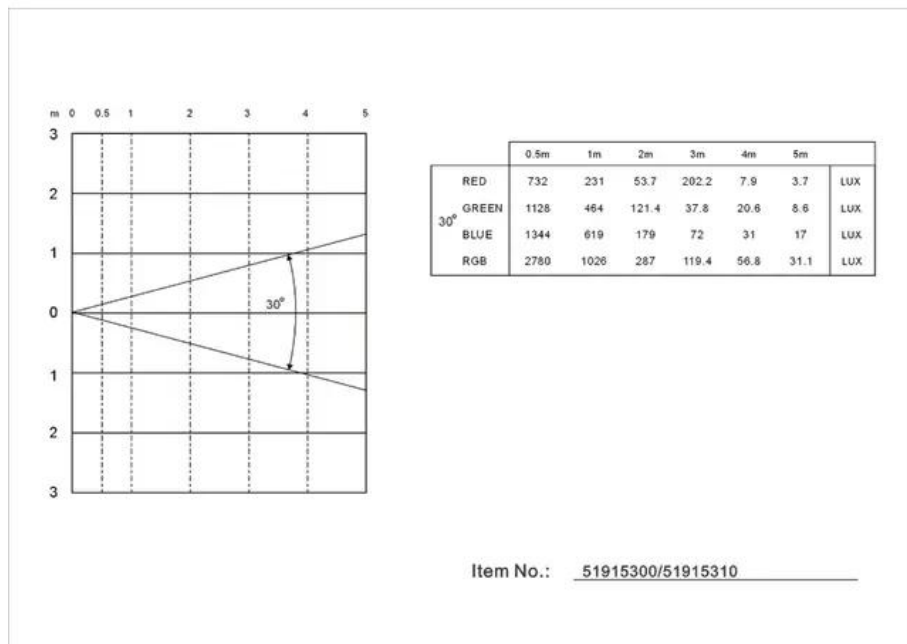 m 0 0.5 1 2 3 4 5
3
2
1
0
1
2
3
30°
0.5m 1m 2m 3m 4m 5m
30°
RED 732 231 53.7 202.2 7.9 3.7 LUX
GREEN 1128 464 121.4 37.8 20.6 8.6 LUX
BLUE 1344 619 179 72 31 17 LUX
RGB 2780 1026 287 119.4 56.8 31.1 LUX
Item No.: 51915300/51915310